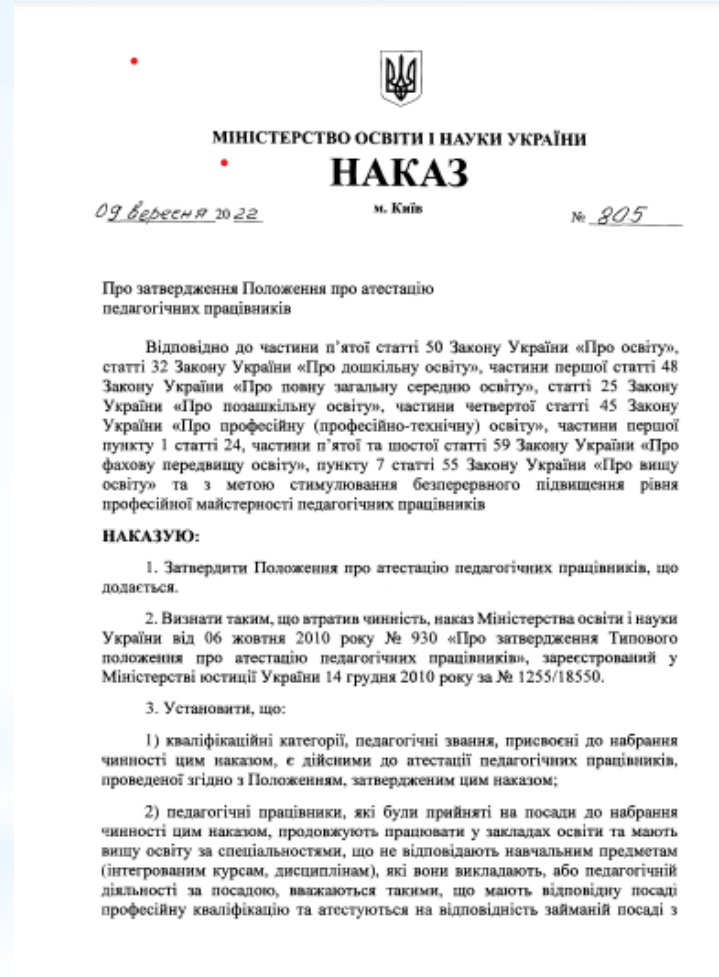 МІНІСТЕРСТВО ОСВІТИ І НАУКИ УКРАЇНИ
НАКАЗ
09 вересня 2022
м. Київ
№ 805
Про затвердження Положення про атестацію
педагогічних працівників
Відповідно до частини п’ятої статті 50 Закону України «Про освіту»,
статті 32 Закону України «Про дошкільну освіту», частини першої статті 48
Закону України «Про повну загальну середню освіту», статті 25 Закону
України «Про позашкільну освіту», частини четвертої статті 45 Закону
України «Про професійну (професійно-технічну) освіту», частини першої
пункту 1 статті 24, частини п’ятої та шостої статті 59 Закону України «Про
фахову передвищу освіту», пункту 7 статті 55 Закону України «Про вищу
освіту» та з метою стимулювання безперервного підвищення рівня
професійної майстерності педагогічних працівників
НАКАЗУЮ:
1. Затвердити Положення про атестацію педагогічних працівників, що
додається.
2. Визнати таким, що втратив чинність, наказ Міністерства освіти і науки
України від 06 жовтня 2010 року № 930 «Про затвердження Типового
положення про атестацію педагогічних працівників», зареєстрований у
Міністерстві юстиції України 14 грудня 2010 року за № 1255/18550.
3. Установити, що:
1) кваліфікаційні категорії, педагогічні звання, присвоєні до набрання
чинності цим наказом, є дійсними до атестації педагогічних працівників,
проведеної згідно з Положенням, затвердженим цим наказом;
2) педагогічні працівники, які були прийняті на посади до набрання
чинності цим наказом, продовжують працювати у закладах освіти та мають
вищу освіту за спеціальностями, що не відповідають навчальним предметам
(інтегрованим курсам, дисциплінам), які вони викладають, або педагогічній
діяльності за посадою, вважаються такими, що мають відповідну посаді
професійну кваліфікацію та атестуються на відповідність займаній посаді з